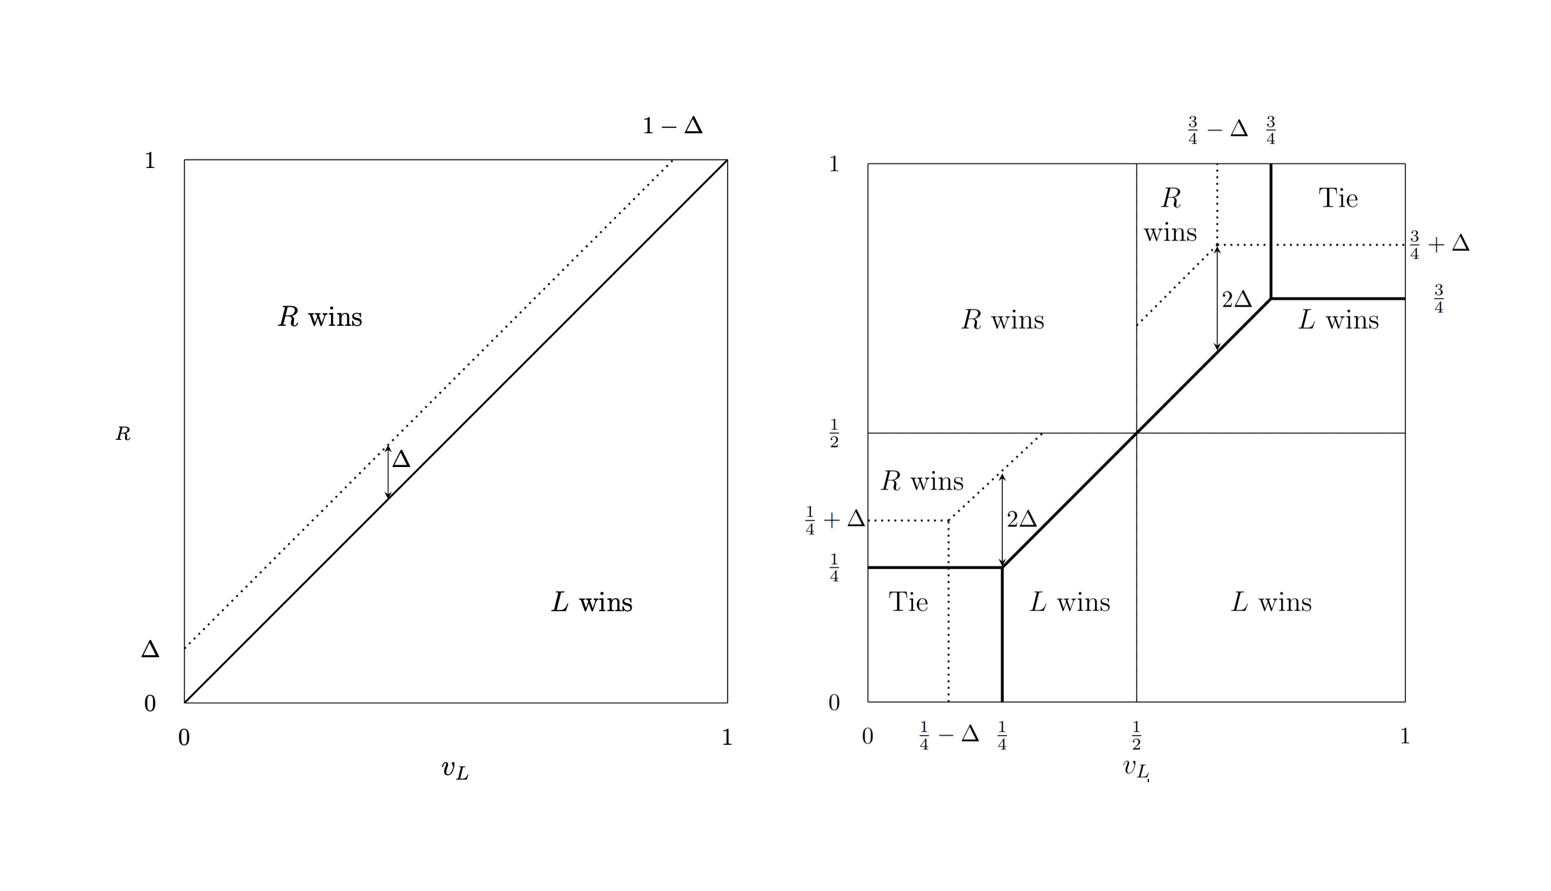 1 − Δ
1
R wins
R
Δ
L wins
Δ
0
0
1
v_L
3/4 − Δ
3/4
1
R
wins
Tie
3/4 + Δ
2Δ
3/4
R wins
L wins
1/2
R wins
1/4 + Δ
2Δ
1/4
Tie
L wins
L wins
0
0
1/4 − Δ
1/4
1/2
1
v_L